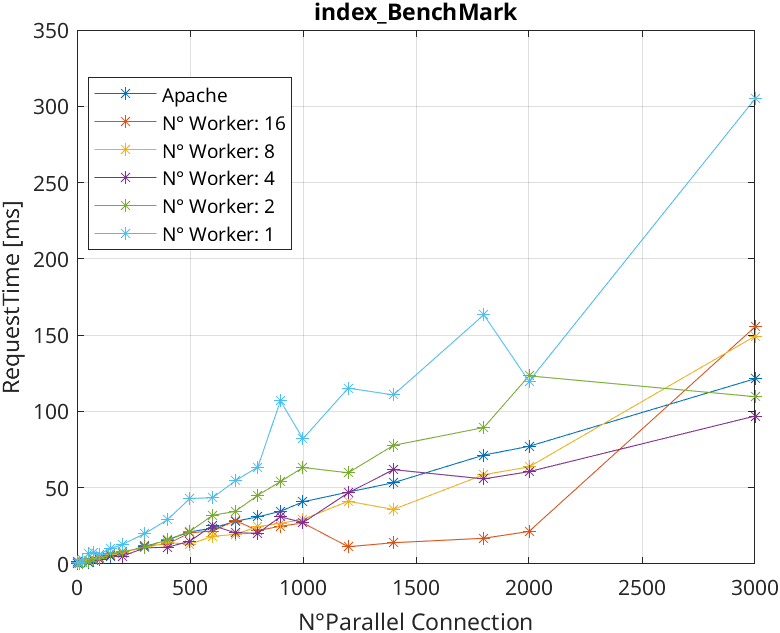 index_BenchMark
350
300
250
200
150
100
50
0
RequestTime [ms]
Apache
N° Worker: 16
N° Worker: 8
N° Worker: 4
N° Worker: 2
N° Worker: 1
0 500 1000 1500 2000 2500 3000
N°Parallel Connection